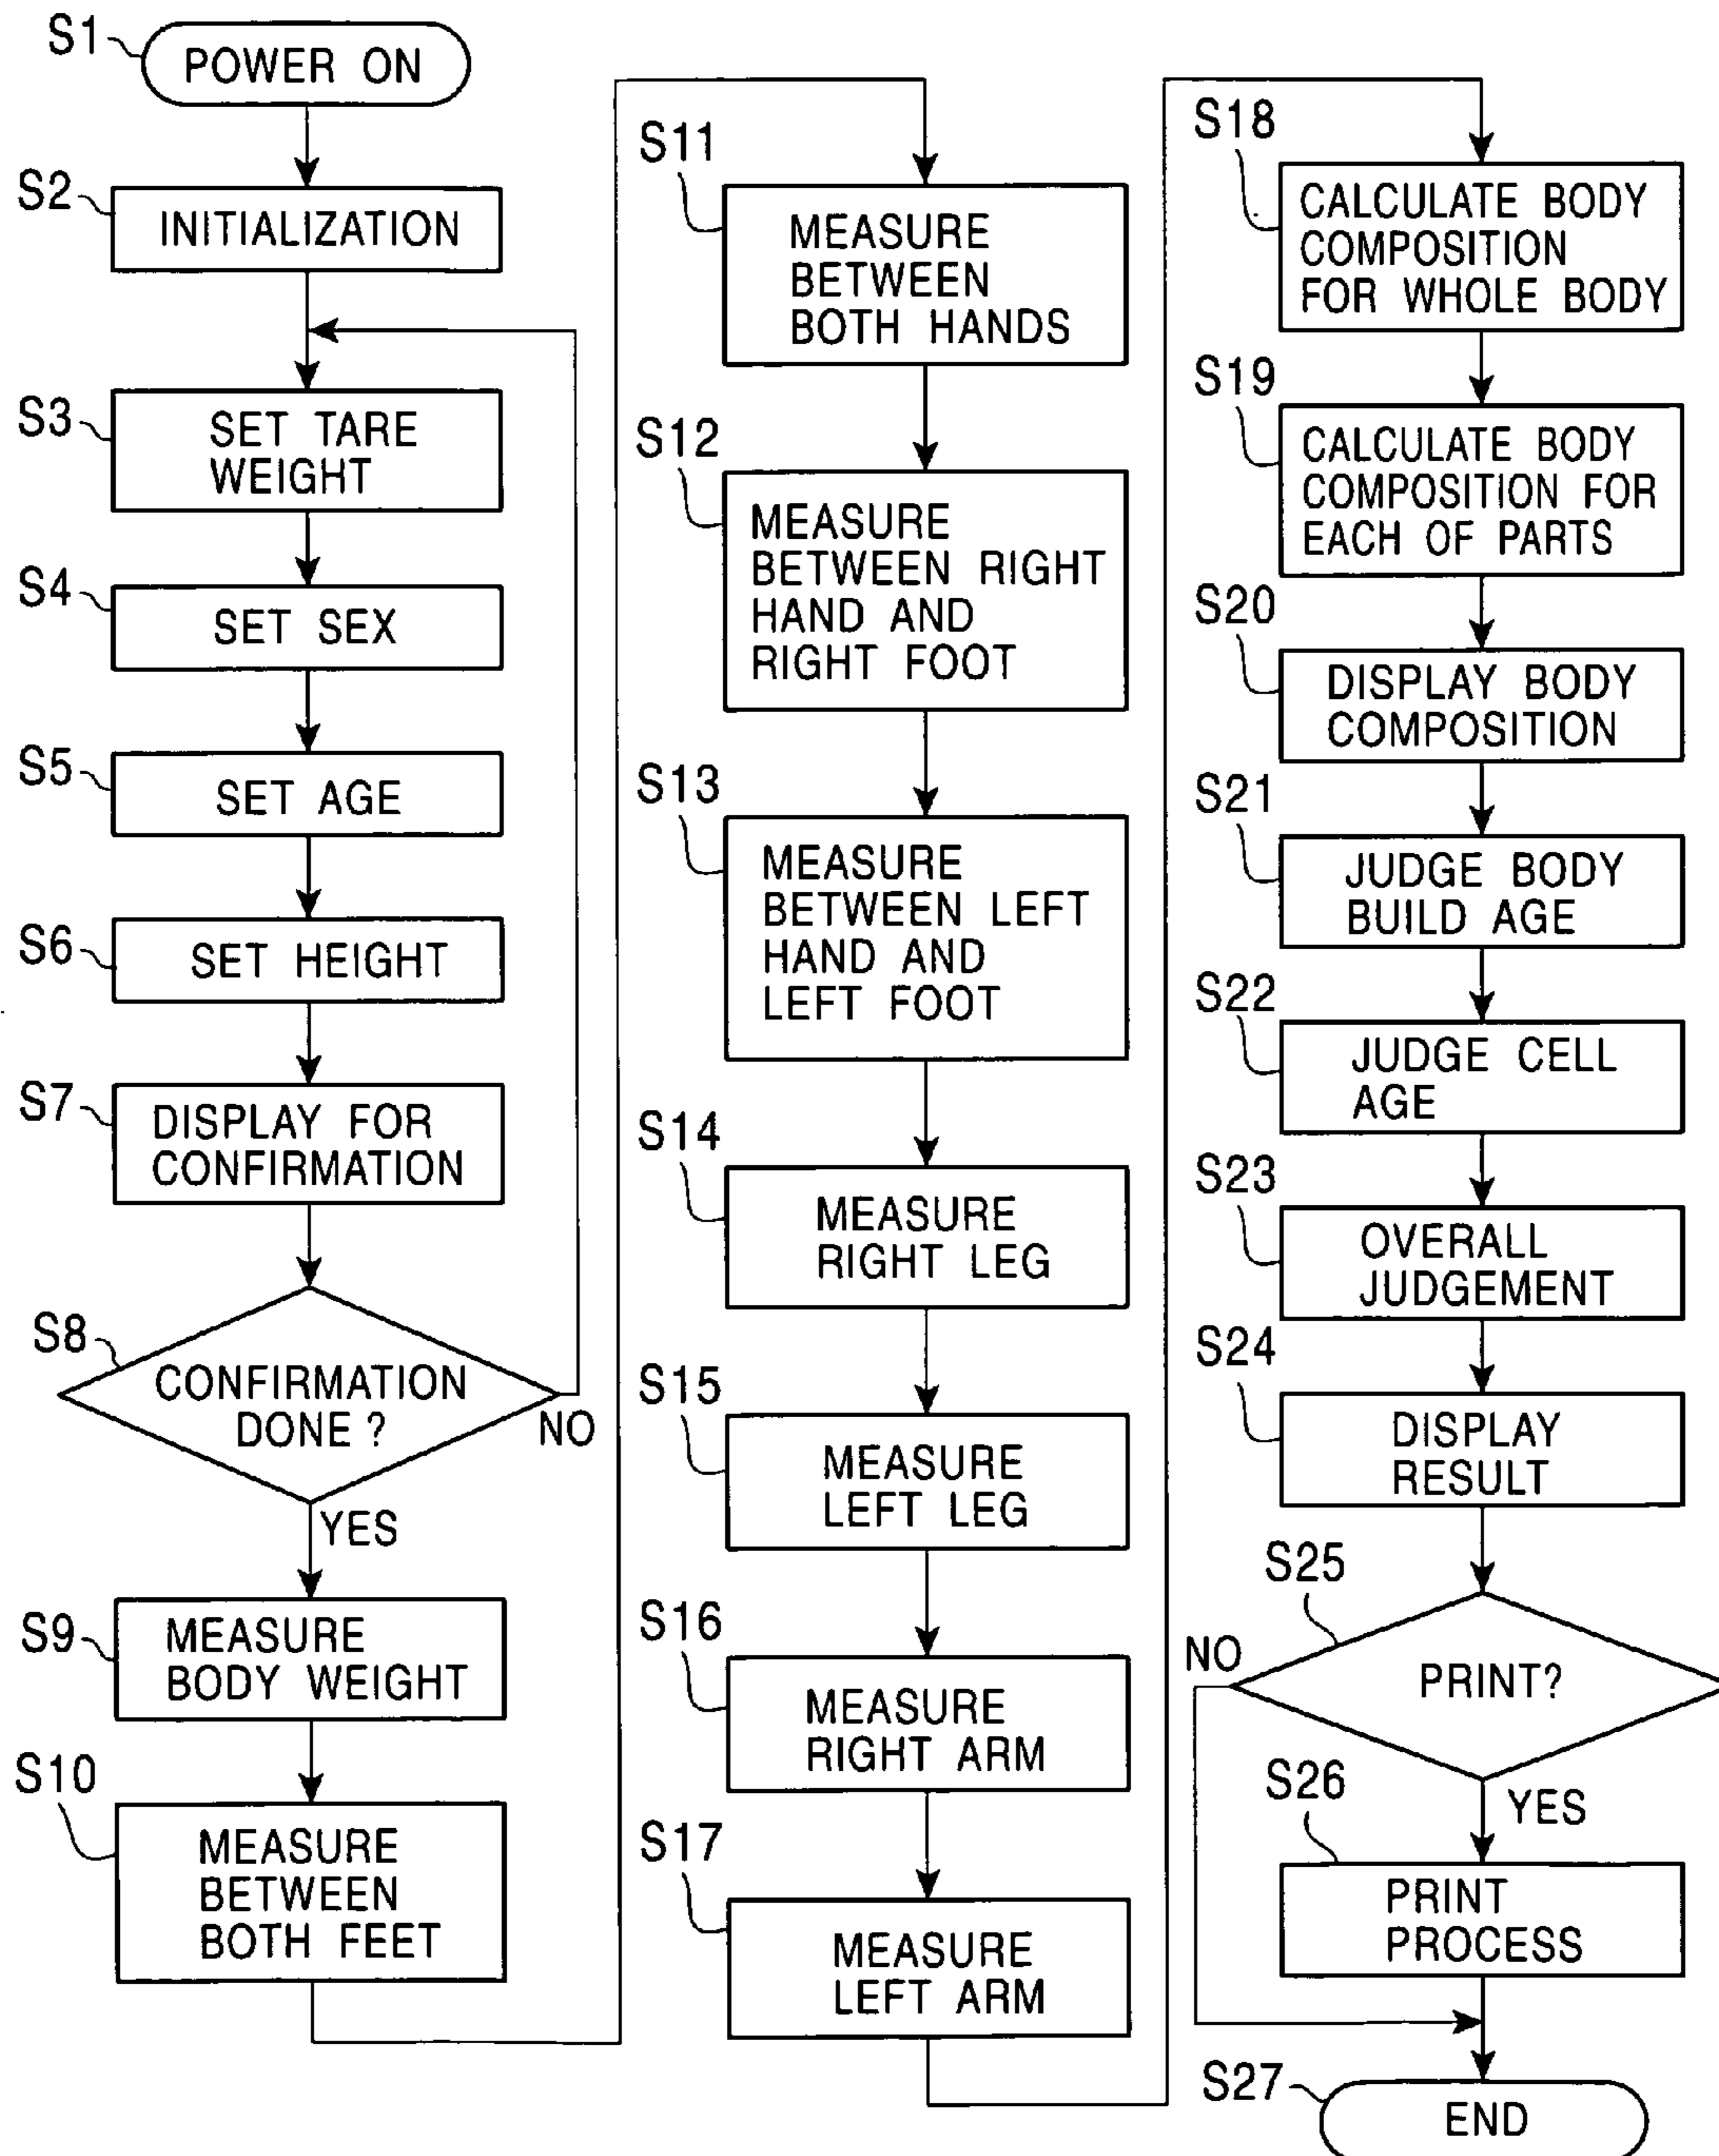 S1
POWER ON
S2
INITIALIZATION
S3
SET TARE
WEIGHT
S4
SET SEX
S5
SET AGE
S6
SET HEIGHT
S7
DISPLAY FOR
CONFIRMATION
S8
CONFIRMATION
DONE ?
NO
YES
S9
MEASURE
BODY WEIGHT
S10
MEASURE
BETWEEN
BOTH FEET
S11
MEASURE
BETWEEN
BOTH HANDS
S12
MEASURE
BETWEEN RIGHT
HAND AND
RIGHT FOOT
S13
MEASURE
BETWEEN LEFT
HAND AND
LEFT FOOT
S14
MEASURE
RIGHT LEG
S15
MEASURE
LEFT LEG
S16
MEASURE
RIGHT ARM
S17
MEASURE
LEFT ARM
S18
CALCULATE BODY
COMPOSITION
FOR WHOLE BODY
S19
CALCULATE BODY
COMPOSITION FOR
EACH OF PARTS
S20
DISPLAY BODY
COMPOSITION
S21
JUDGE BODY
BUILD AGE
S22
JUDGE CELL
AGE
S23
OVERALL
JUDGEMENT
S24
DISPLAY
RESULT
S25
NO
PRINT?
YES
S26
PRINT
PROCESS
S27
END